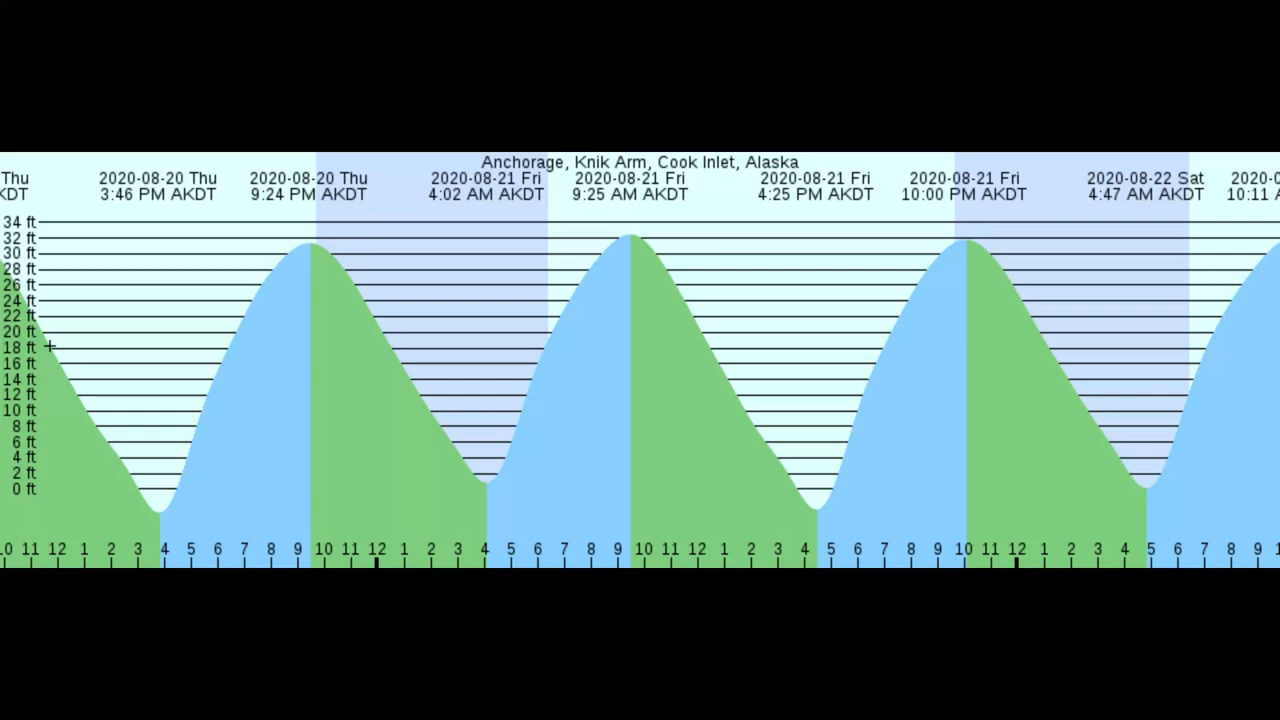 Anchorage, Knik Arm, Cook Inlet, Alaska
Thu 2020-08-20 Thu 2020-08-20 Thu 2020-08-21 Fri 2020-08-21 Fri 2020-08-21 Fri 2020-08-21 Fri 2020-08-22 Sat 2020-0
KDT 3:46 PM AKDT 9:24 PM AKDT 4:02 AM AKDT 9:25 AM AKDT 4:25 PM AKDT 10:00 PM AKDT 4:47 AM AKDT 10:11 A
34 ft
32 ft
30 ft
28 ft
26 ft
24 ft
22 ft
20 ft
18 ft
16 ft
14 ft
12 ft
10 ft
8 ft
6 ft
4 ft
2 ft
0 ft
10 11 12 1 2 3 4 5 6 7 8 9 10 11 12 1 2 3 4 5 6 7 8 9 10 11 12 1 2 3 4 5 6 7 8 9 10 11 12 1 2 3 4 5 6 7 8 9 1